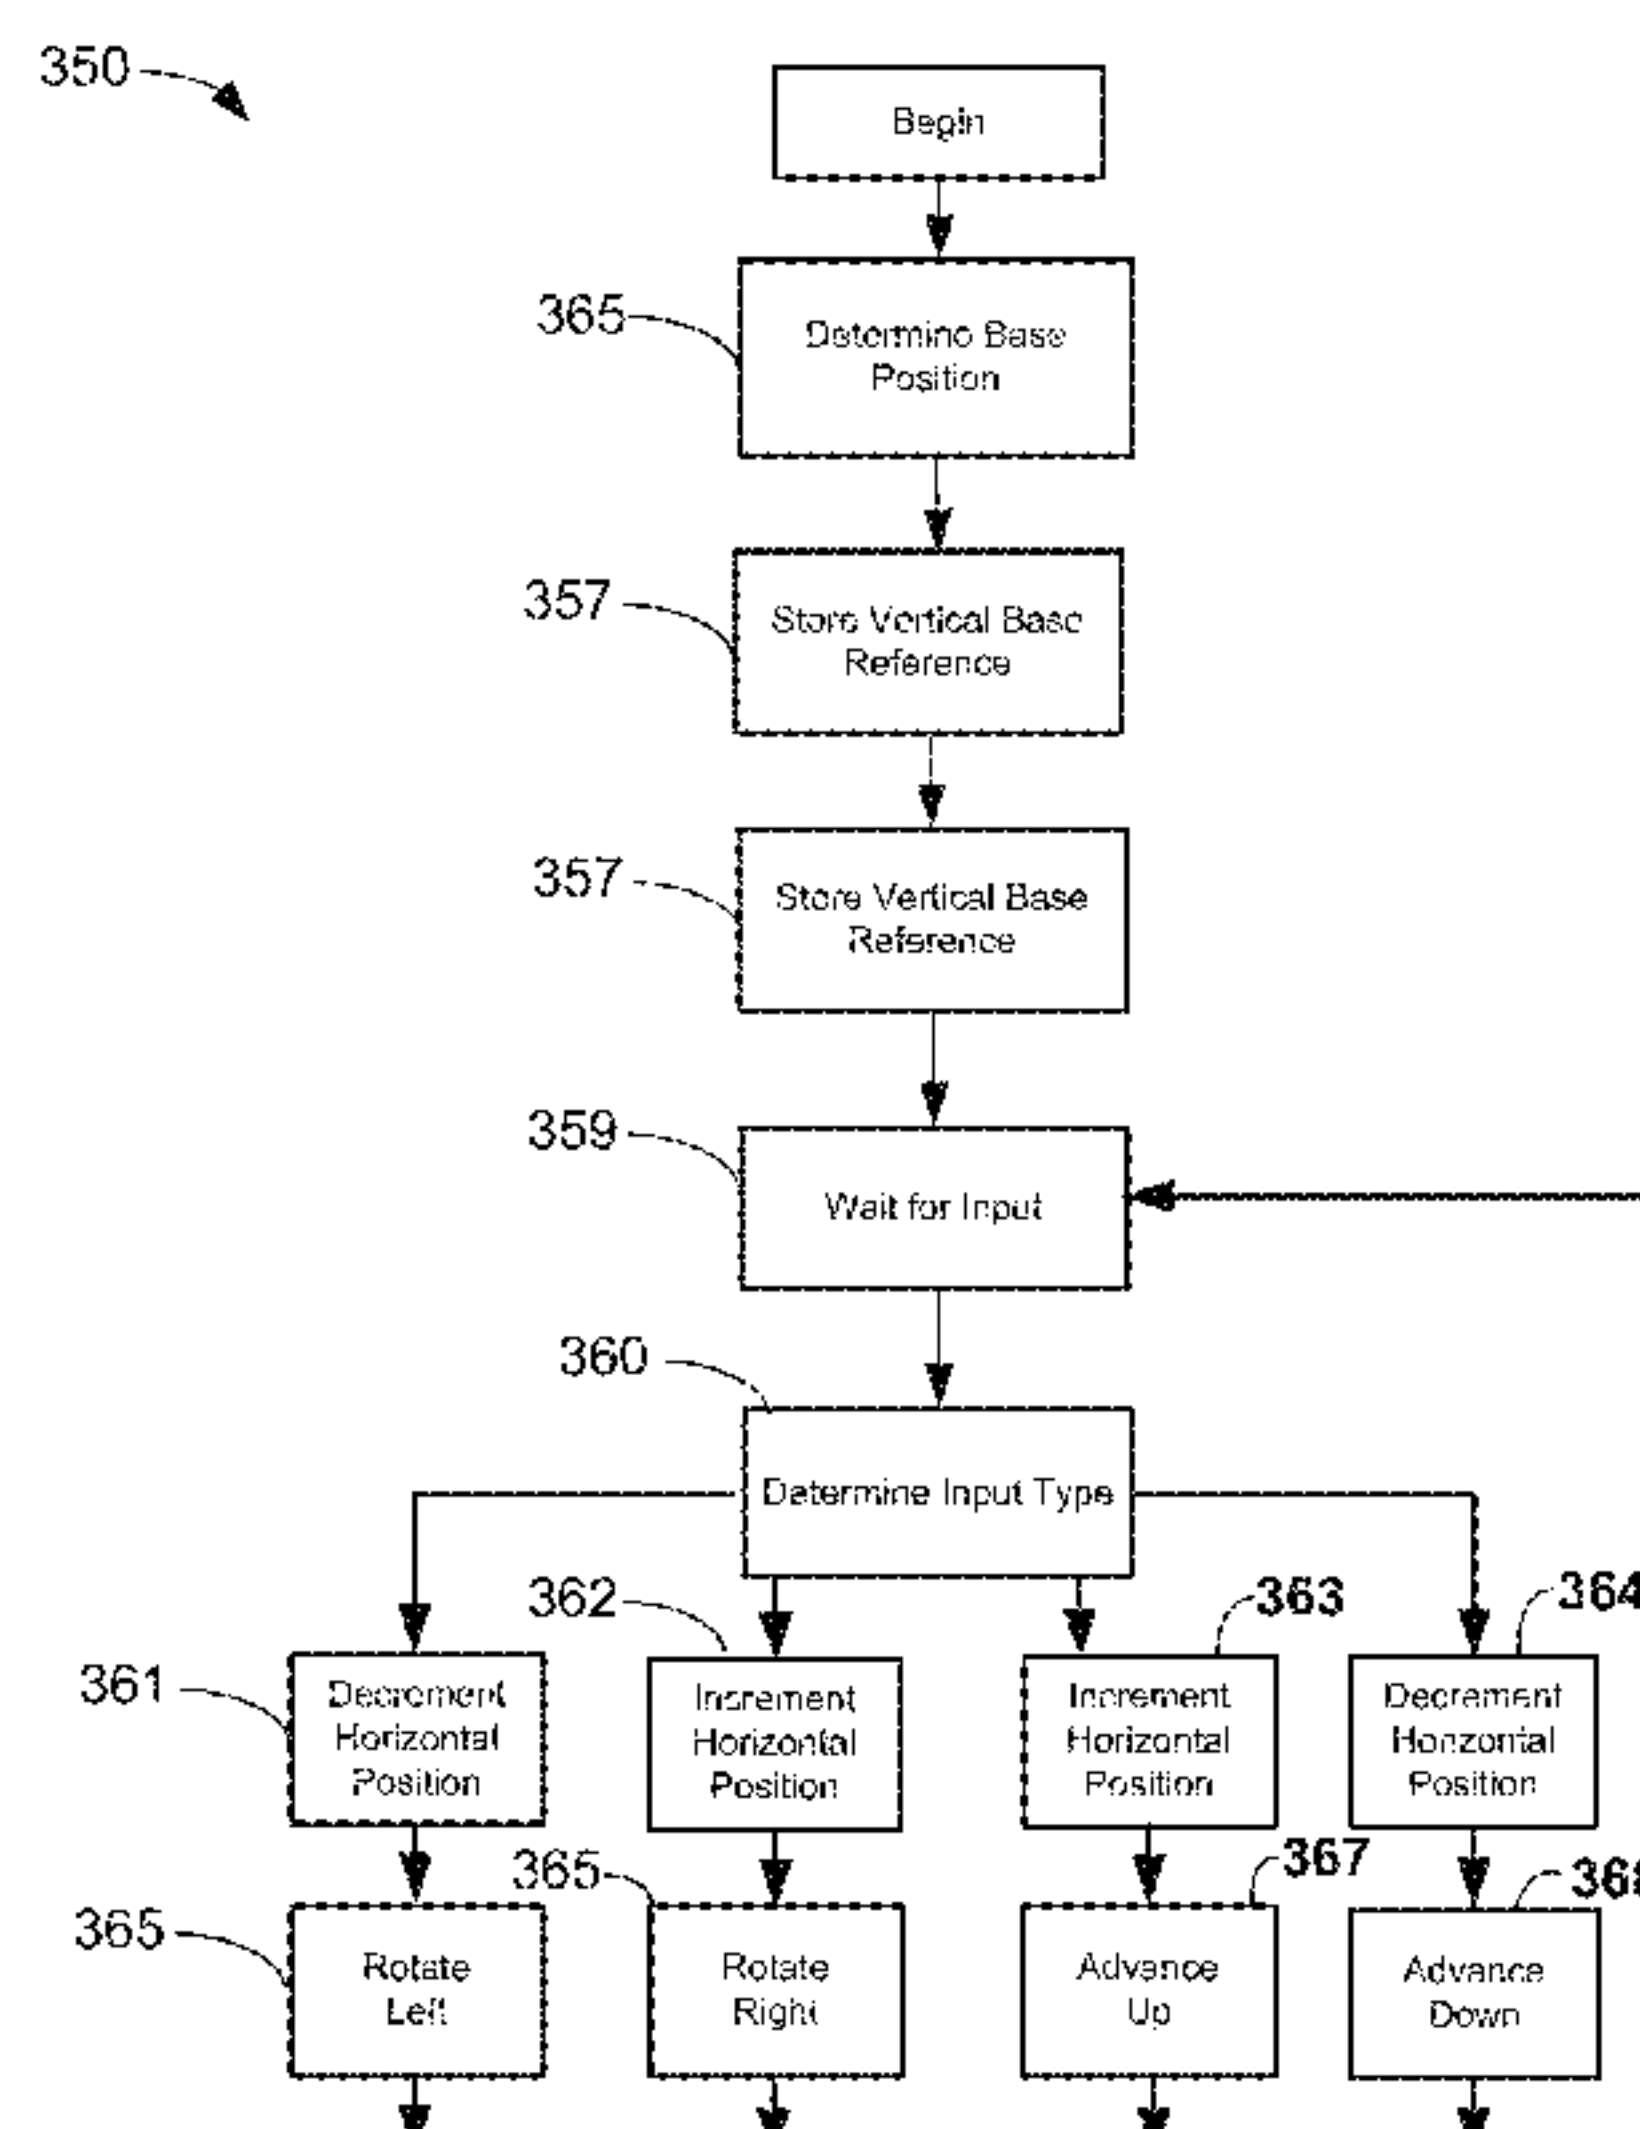 350
Begin
365
Determine Base
Position
357
Store Vertical Base
Reference
357
Store Vertical Base
Reference
359
Wait for Input
360
Determine Input Type
361
Decrement
Horizontal
Position
362
Increment
Horizontal
Position
363
Increment
Horizontal
Position
364
Decrement
Horizontal
Position
365
Rotate
Left
365
Rotate
Right
367
Advance
Up
Advance
Down